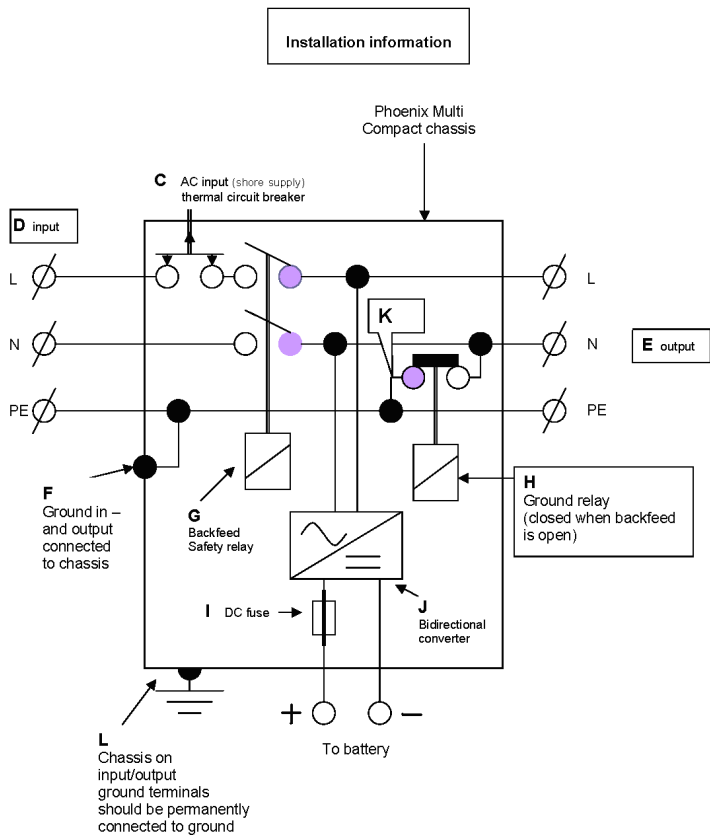 Installation information
Phoenix Multi
Compact chassis
C AC input (shore supply)
thermal circuit breaker
D input
L
L
K
N
N
E output
PE
PE
F
Ground in –
and output
connected
to chassis
G
Backfeed
Safety relay
H
Ground relay
(closed when backfeed
is open)
I DC fuse
J
Bidirectional
converter
+
–
To battery
L
Chassis on
input/output
ground terminals
should be permanently
connected to ground